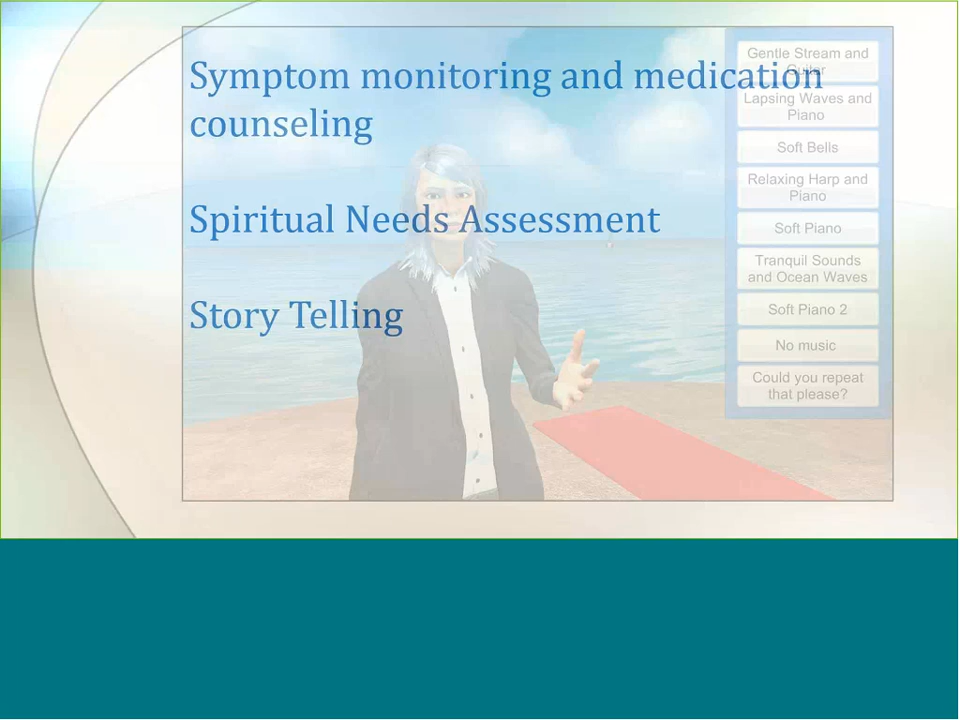 Symptom monitoring and medication
counseling
Spiritual Needs Assessment
Story Telling
Gentle Stream and
Guitar
Lapsing Waves and
Piano
Soft Bells
Relaxing Harp and
Piano
Soft Piano
Tranquil Sounds
and Ocean Waves
Soft Piano 2
No music
Could you repeat
that please?